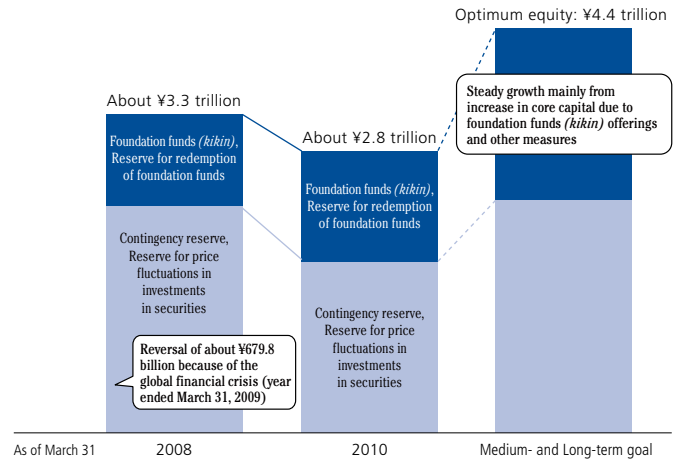 Optimum equity: ¥4.4 trillion
About ¥3.3 trillion
Foundation funds (kikin),
Reserve for redemption
of foundation funds
Contingency reserve,
Reserve for price
fluctuations in
investments
in securities
Reversal of about ¥679.8
billion because of the
global financial crisis (year
ended March 31, 2009)
About ¥2.8 trillion
Foundation funds (kikin),
Reserve for redemption
of foundation funds
Contingency reserve,
Reserve for price
fluctuations in
investments
in securities
Steady growth mainly from
increase in core capital due to
foundation funds (kikin) offerings
and other measures
As of March 31
2008
2010
Medium- and Long-term goal